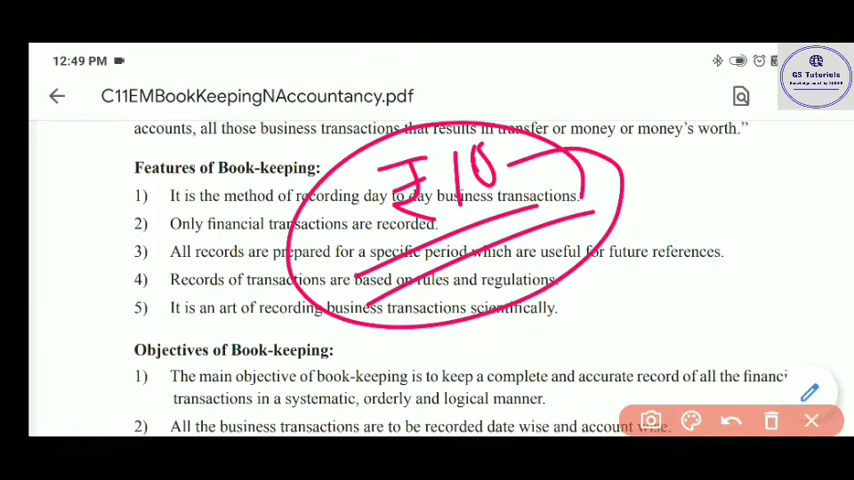 12:49 PM
GS Tutorials
C11EMBookKeepingNAccountancy.pdf
accounts, all those business transactions that results in transfer or money or money's worth.”
Features of Book-keeping:
₹ 10
1) It is the method of recording day to day business transactions.
2) Only financial transactions are recorded.
3) All records are prepared for a specific period which are useful for future references.
4) Records of transactions are based on rules and regulations.
5) It is an art of recording business transactions scientifically.
Objectives of Book-keeping:
1) The main objective of book-keeping is to keep a complete and accurate record of all the financi
transactions in a systematic, orderly and logical manner.
2) All the business transactions are to be recorded date wise and account wise.